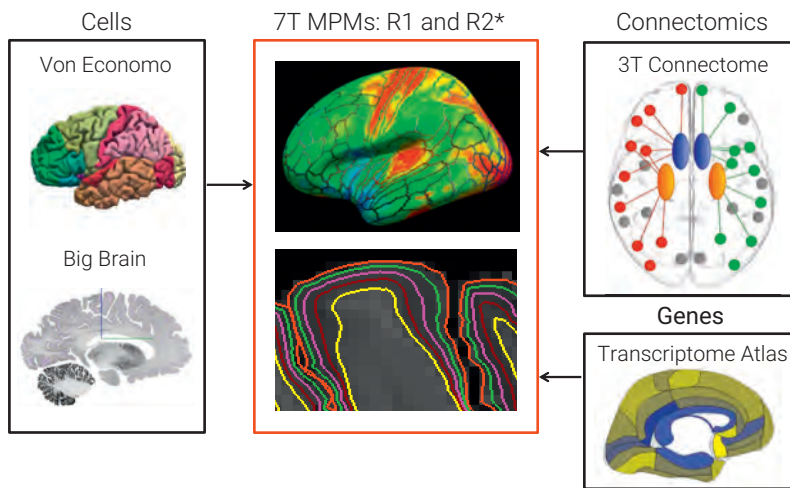 Cells
Von Economo
Big Brain
7T MPMs: R1 and R2*
Connectomics
3T Connectome
Genes
Transcriptome Atlas